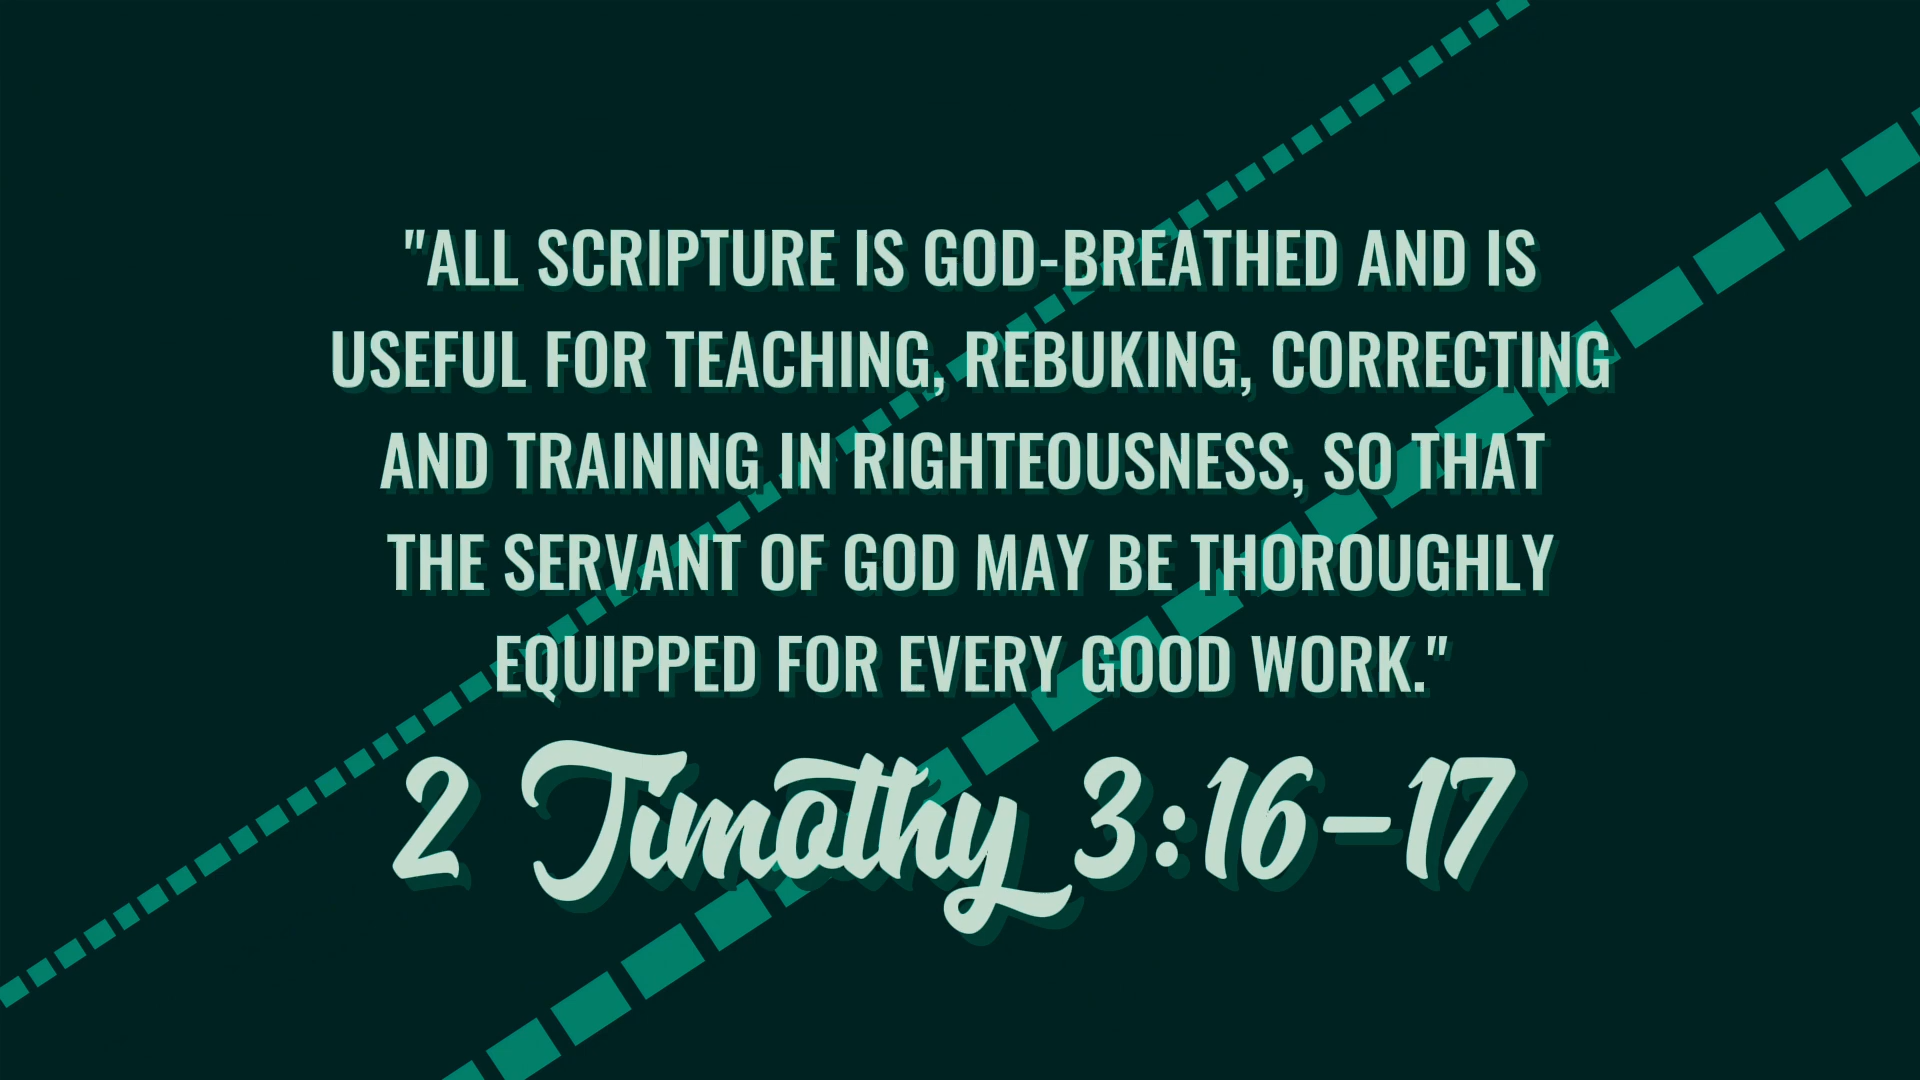 "ALL SCRIPTURE IS GOD-BREATHED AND IS
USEFUL FOR TEACHING, REBUKING, CORRECTING
AND TRAINING IN RIGHTEOUSNESS, SO THAT
THE SERVANT OF GOD MAY BE THOROUGHLY
EQUIPPED FOR EVERY GOOD WORK."
2 Timothy 3:16-17